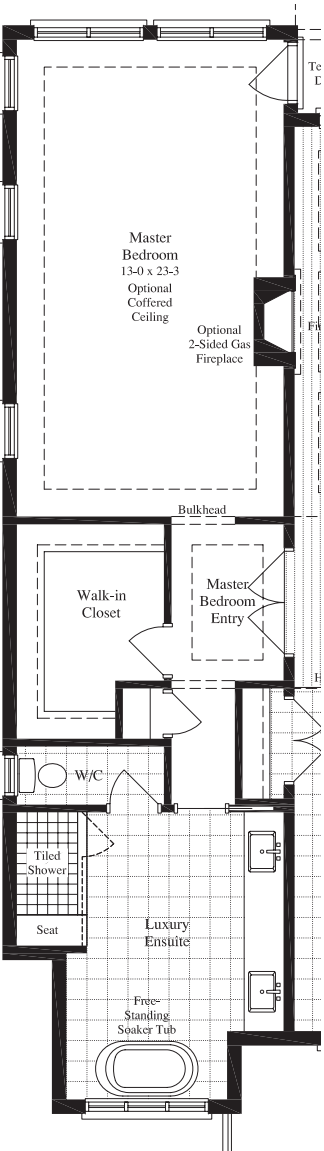 Master
Bedroom
13-0 x 23-3
Optional
Coffered
Ceiling
Optional
2-Sided Gas
Fireplace
Bulkhead
Walk-in
Closet
Master
Bedroom
Entry
W/C
Tiled
Shower
Seat
Luxury
Ensuite
Free-
Standing
Soaker Tub